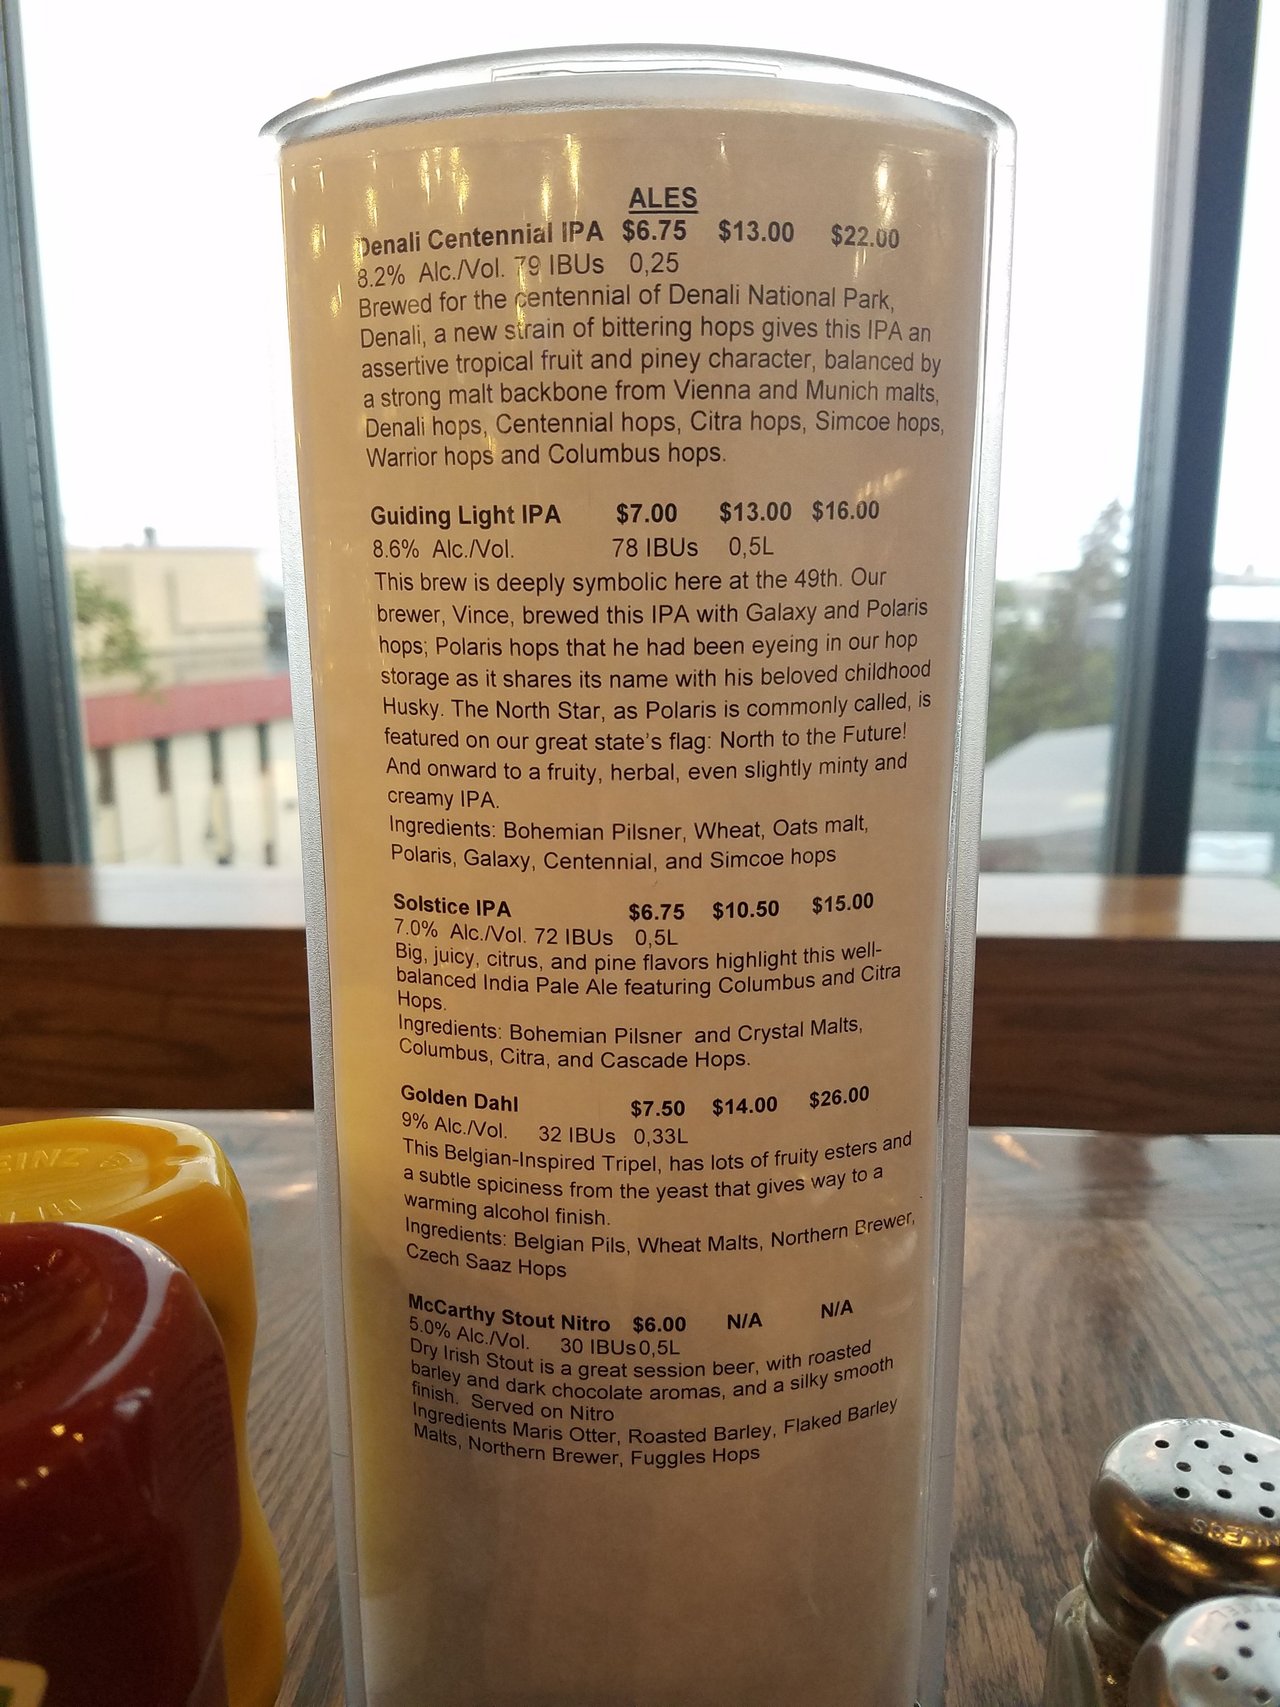 ALES
Denali Centennial IPA $6.75 $13.00 $22.00
8.2% Alc./Vol. 79 IBUs 0,25
Brewed for the centennial of Denali National Park,
Denali, a new strain of bittering hops gives this IPA an
assertive tropical fruit and piney character, balanced by
a strong malt backbone from Vienna and Munich malts,
Denali hops, Centennial hops, Citra hops, Simcoe hops,
Warrior hops and Columbus hops.
Guiding Light IPA $7.00 $13.00 $16.00
8.6% Alc./Vol. 78 IBUs 0,5L
This brew is deeply symbolic here at the 49th. Our
brewer, Vince, brewed this IPA with Galaxy and Polaris
hops; Polaris hops that he had been eyeing in our hop
storage as it shares its name with his beloved childhood
Husky. The North Star, as Polaris is commonly called, is
featured on our great state's flag: North to the Future!
And onward to a fruity, herbal, even slightly minty and
creamy IPA.
Ingredients: Bohemian Pilsner, Wheat, Oats malt,
Polaris, Galaxy, Centennial, and Simcoe hops
Solstice IPA $6.75 $10.50 $15.00
7.0% Alc./Vol. 72 IBUs 0,5L
Big, juicy, citrus, and pine flavors highlight this well-
balanced India Pale Ale featuring Columbus and Citra
Hops.
Ingredients: Bohemian Pilsner and Crystal Malts,
Columbus, Citra, and Cascade Hops.
Golden Dahl $7.50 $14.00 $26.00
9% Alc./Vol. 32 IBUs 0,33L
This Belgian-Inspired Tripel, has lots of fruity esters and
a subtle spiciness from the yeast that gives way to a
warming alcohol finish.
Ingredients: Belgian Pils, Wheat Malts, Northern Brewer,
Czech Saaz Hops
McCarthy Stout Nitro $6.00 N/A N/A
5.0% Alc./Vol. 30 IBUs 0,5L
Dry Irish Stout is a great session beer, with roasted
barley and dark chocolate aromas, and a silky smooth
finish. Served on Nitro
Ingredients Maris Otter, Roasted Barley, Flaked Barley
Malts, Northern Brewer, Fuggles Hops